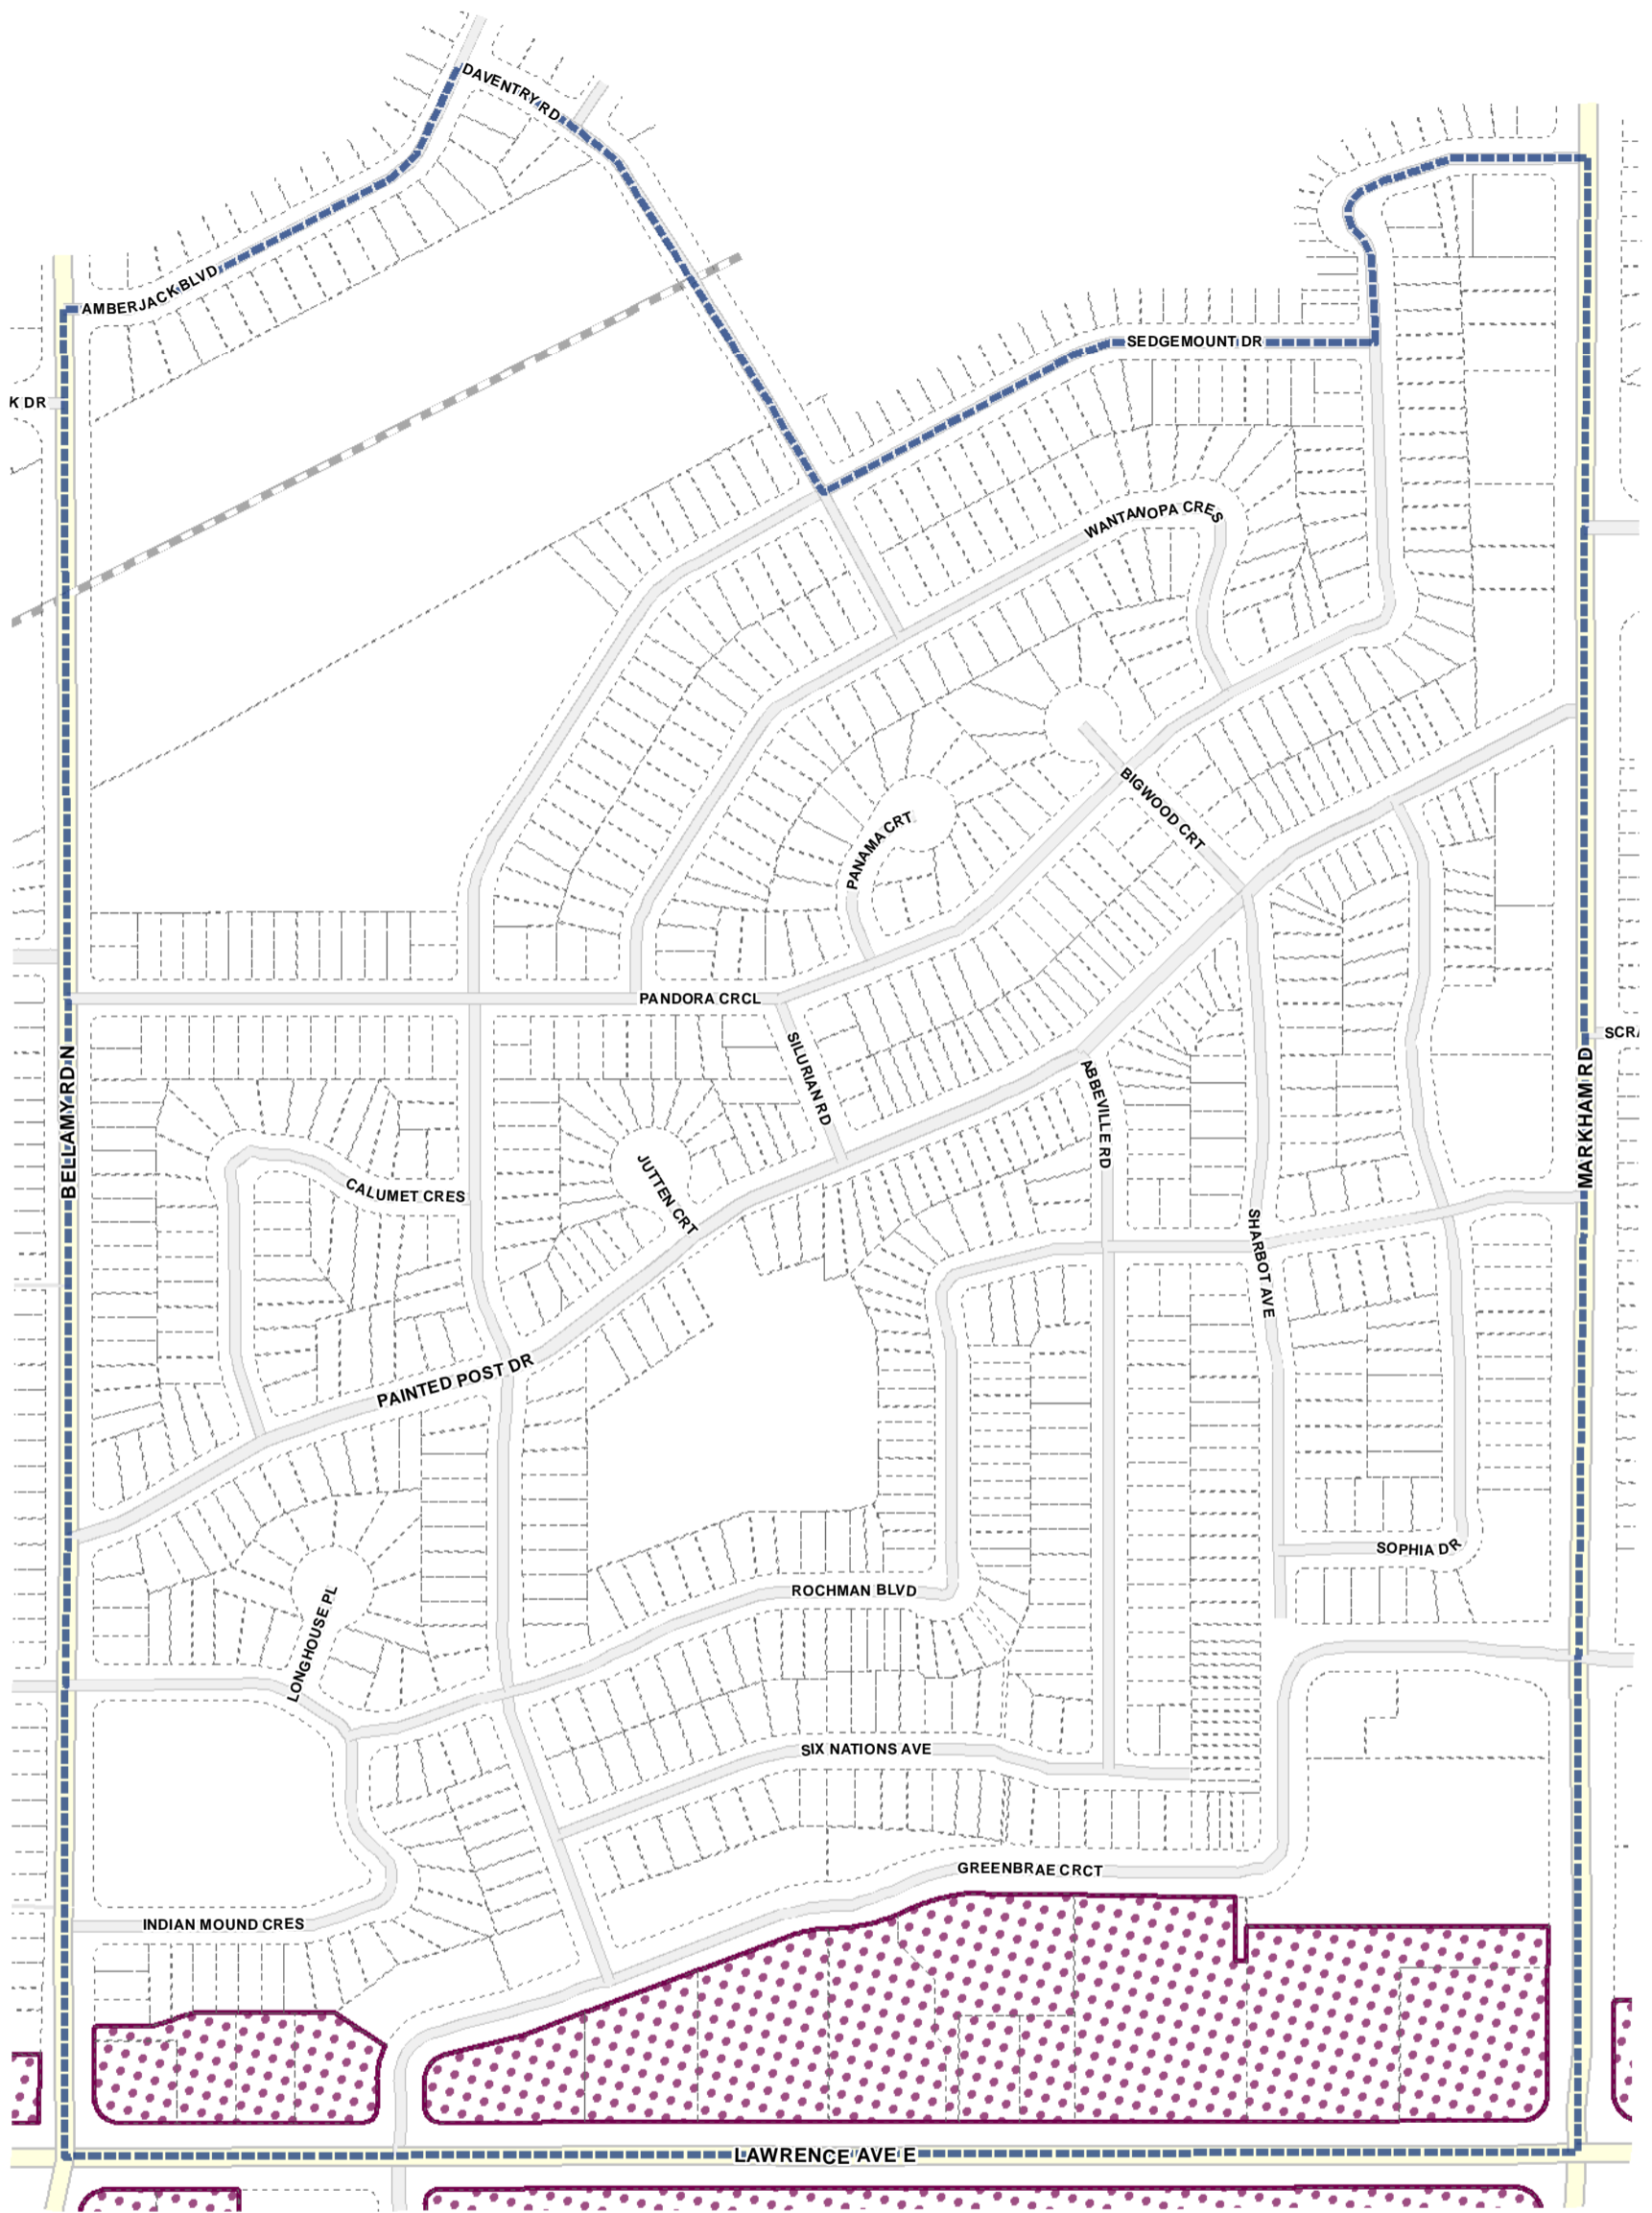 DAVENTRY RD
AMBERJACK BLVD
SEDGEMOUNT DR
K DR
WANTANOPA CRES
BIGWOOD CRT
PANAMA CRT
PANDORA CRCL
SCRA
SILURIAN RD
BELLAMY RD N
ABBEVILLE RD
MARKHAM RD
JUTTEN CRT
CALUMET CRES
SHARBOT AVE
PAINTED POST DR
SOPHIA DR
ROCHMAN BLVD
LONGHOUSE PL
SIX NATIONS AVE
GREENBRAE CRCT
INDIAN MOUND CRES
LAWRENCE AVE E